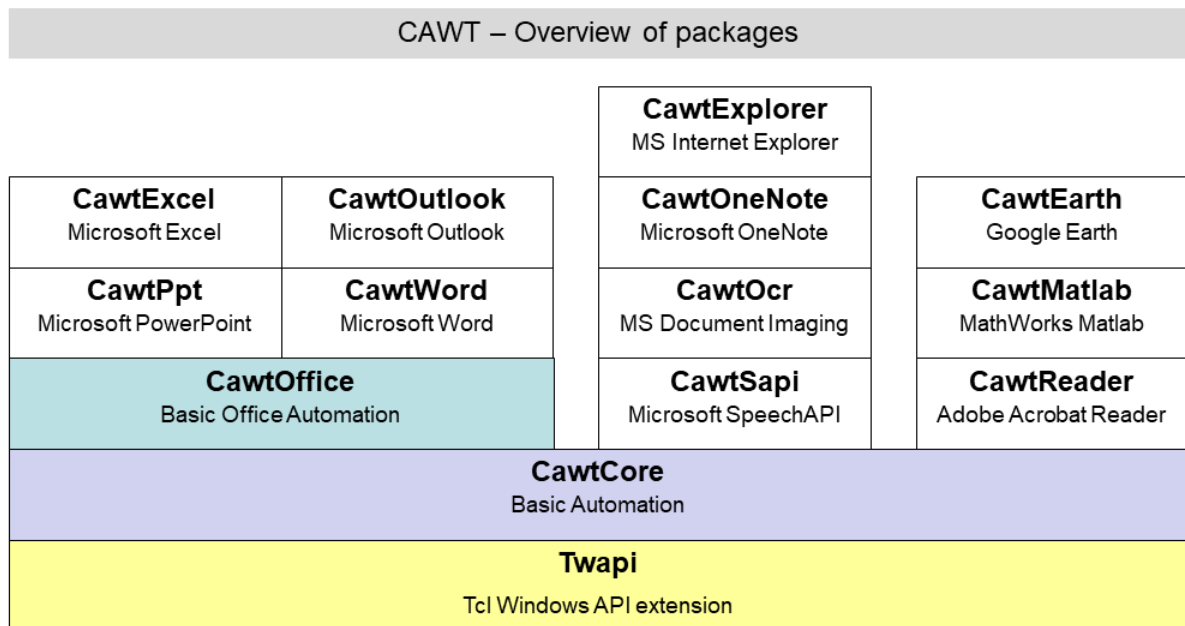 CAWT – Overview of packages
CawtExplorer
MS Internet Explorer
CawtExcel
Microsoft Excel
CawtOutlook
Microsoft Outlook
CawtOneNote
Microsoft OneNote
CawtEarth
Google Earth
CawtPpt
Microsoft PowerPoint
CawtWord
Microsoft Word
CawtOcr
MS Document Imaging
CawtMatlab
MathWorks Matlab
CawtOffice
Basic Office Automation
CawtSapi
Microsoft SpeechAPI
CawtReader
Adobe Acrobat Reader
CawtCore
Basic Automation
Twapi
Tcl Windows API extension